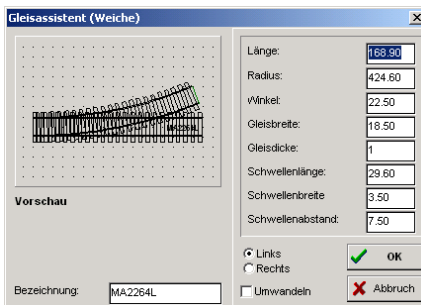 Gleisassistent (Weiche)
MA2264L
Vorschau
Bezeichnung: MA2264L
Länge: 168.90
Radius: 424.60
Winkel: 22.50
Gleisbreite: 18.50
Gleisdicke: 1
Schwellenlänge: 29.60
Schwellenbreite 3.50
Schwellenabstand: 7.50
Links
Rechts
Umwandeln
OK
Abbruch